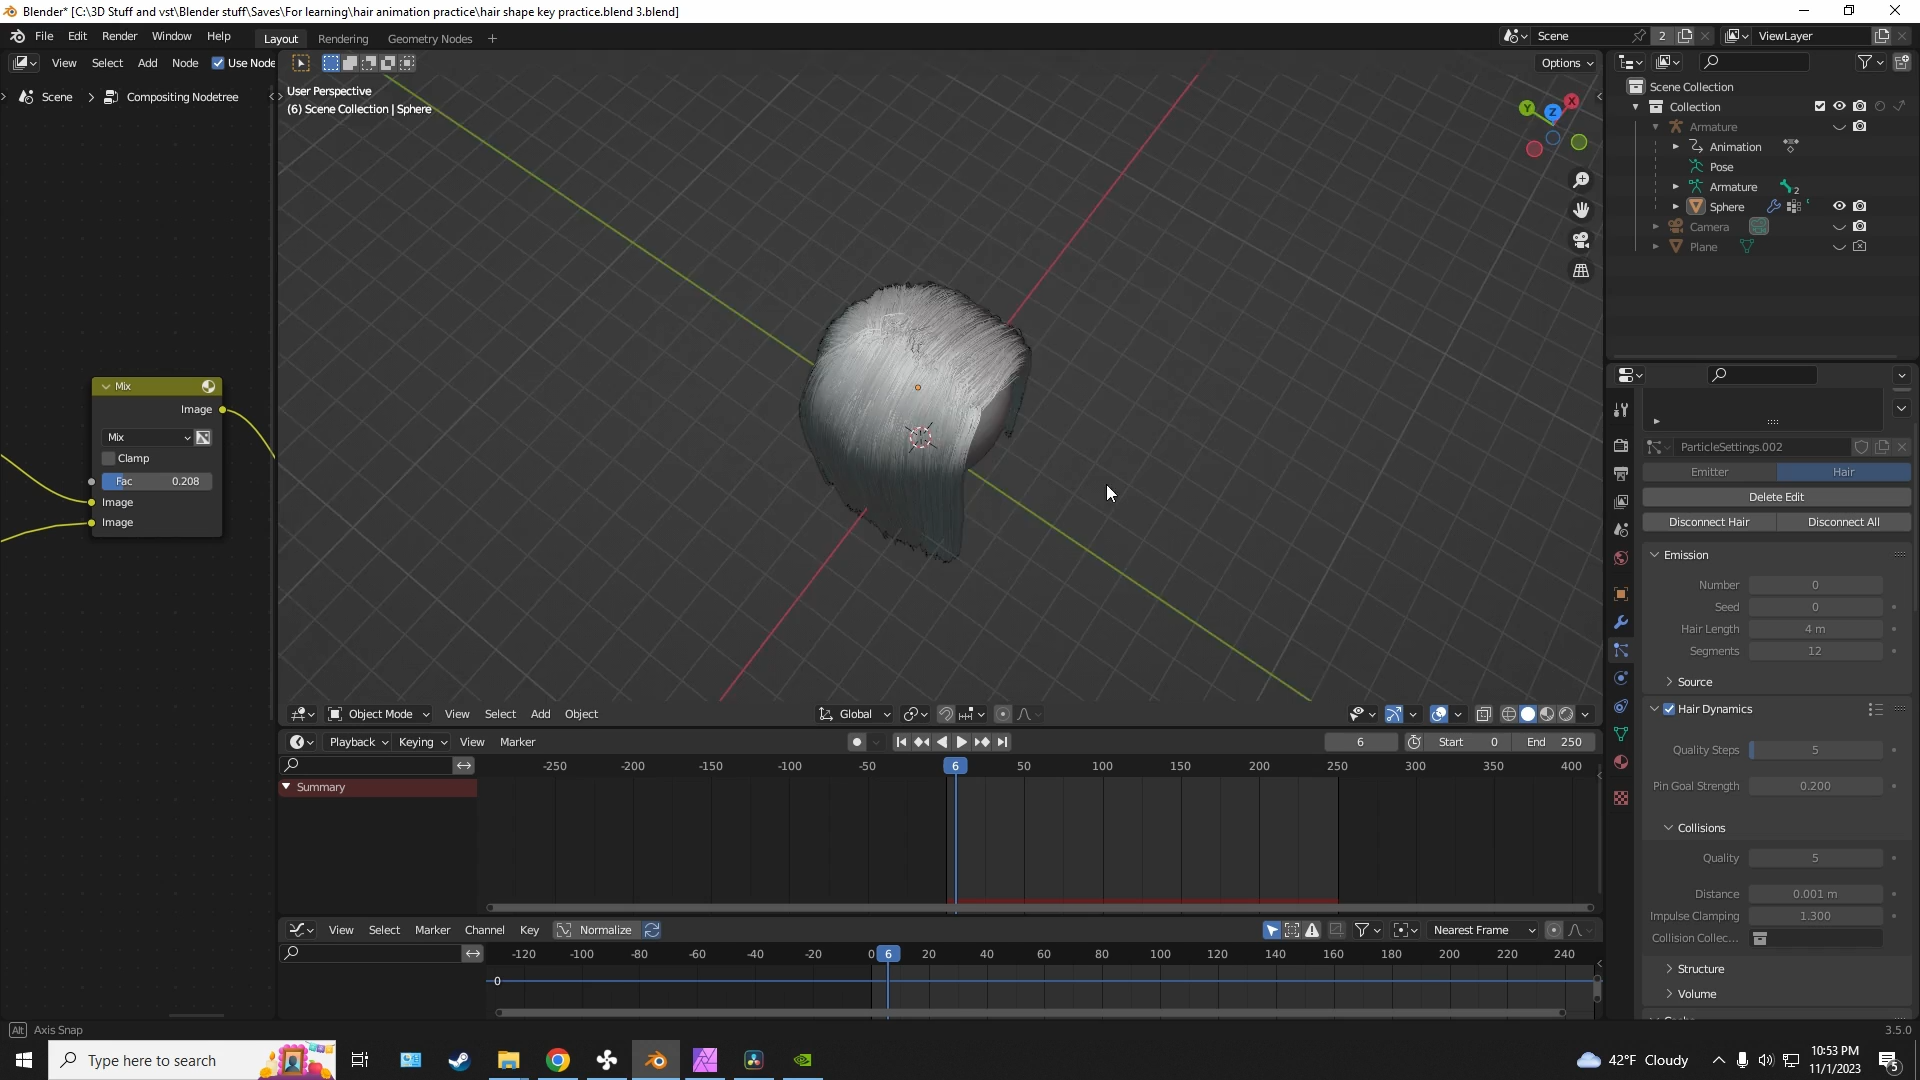 Blender* [C:\3D Stuff and vst\Blender stuff\Saves\For learning\hair animation practice\hair shape key practice.blend 3.blend]
File Edit Render Window Help Layout Rendering Geometry Nodes + Scene 2 ViewLayer
View Select Add Node Use Node Options
Scene > Compositing Nodetree
User Perspective
(6) Scene Collection | Sphere
Y Z X
Mix
Image
Mix
Clamp
Fac 0.208
Image
Image
Object Mode View Select Add Object Global
Playback Keying View Marker 6 Start 0 End 250
-250 -200 -150 -100 -50 6 50 100 150 200 250 300 350 400
Summary
View Select Marker Channel Key Normalize Nearest Frame
-120 -100 -80 -60 -40 -20 0 6 20 40 60 80 100 120 140 160 180 200 220 240
0
Scene Collection
Collection
Armature
Animation
Pose
Armature 2
Sphere
Camera
Plane
ParticleSettings.002
Emitter Hair
Delete Edit
Disconnect Hair Disconnect All
Emission
Number 0
Seed 0
Hair Length 4 m
Segments 12
Source
Hair Dynamics
Quality Steps 5
Pin Goal Strength 0.200
Collisions
Quality 5
Distance 0.001 m
Impulse Clamping 1.300
Collision Collec...
Structure
Volume
Alt Axis Snap 3.5.0
Type here to search 42°F Cloudy 10:53 PM
11/1/2023 5